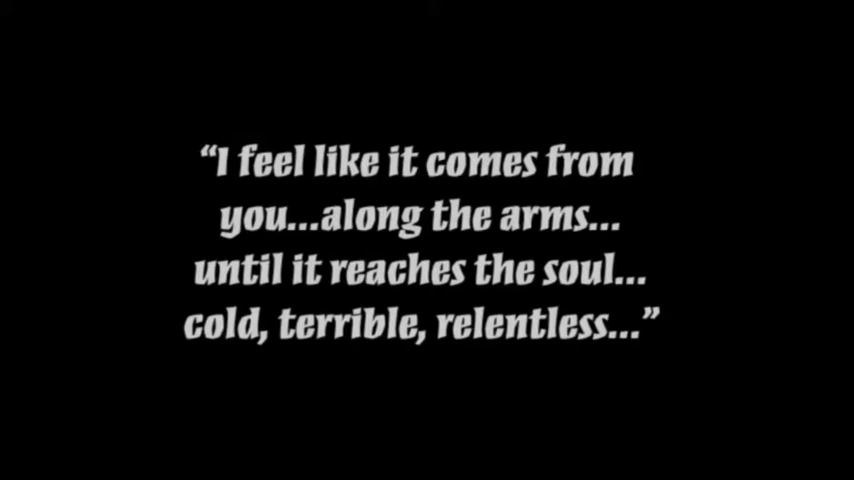 “I feel like it comes from
you...along the arms...
until it reaches the soul...
cold, terrible, relentless...”